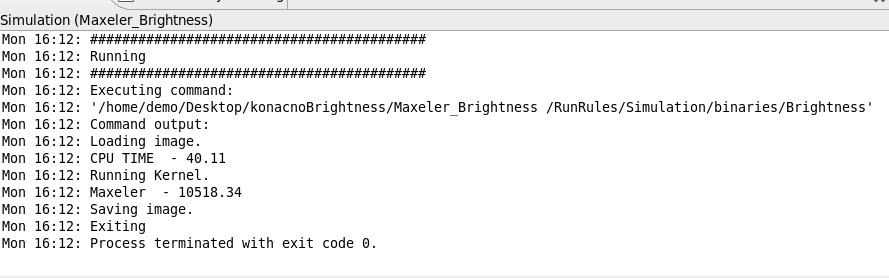 Simulation (Maxeler_Brightness)
Mon 16:12: ##########################################
Mon 16:12: Running
Mon 16:12: ##########################################
Mon 16:12: Executing command:
Mon 16:12: '/home/demo/Desktop/konacnoBrightness/Maxeler_Brightness /RunRules/Simulation/binaries/Brightness'
Mon 16:12: Command output:
Mon 16:12: Loading image.
Mon 16:12: CPU TIME  - 40.11
Mon 16:12: Running Kernel.
Mon 16:12: Maxeler  - 10518.34
Mon 16:12: Saving image.
Mon 16:12: Exiting
Mon 16:12: Process terminated with exit code 0.